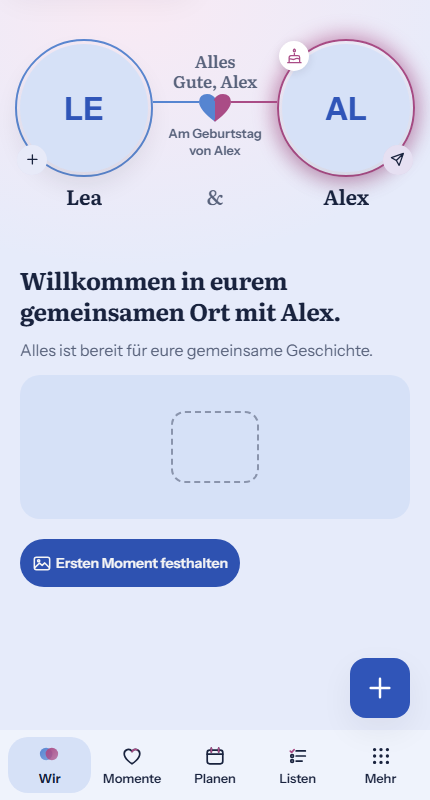 Alles
Gute, Alex
LE
AL
Am Geburtstag
von Alex
Lea
&
Alex
Willkommen in eurem
gemeinsamen Ort mit Alex.
Alles ist bereit für eure gemeinsame Geschichte.
Ersten Moment festhalten
Wir
Momente
Planen
Listen
Mehr